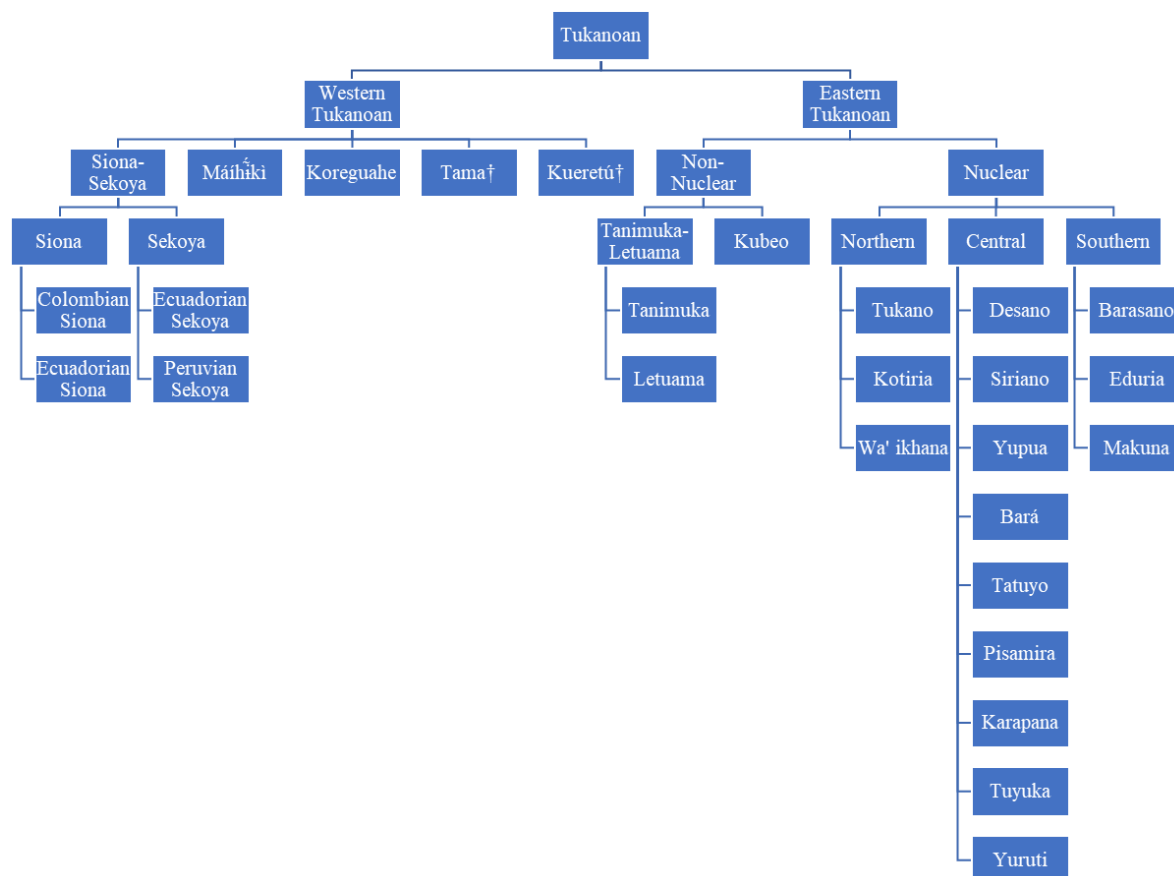 Tukanoan
Western
Tukanoan
Eastern
Tukanoan
Siona-
Sekoya
Máíhɨ̵̀kì
Koreguahe
Tama†
Kueretú†
Non-
Nuclear
Nuclear
Siona
Sekoya
Tanimuka-
Letuama
Kubeo
Northern
Central
Southern
Colombian
Siona
Ecuadorian
Sekoya
Tanimuka
Tukano
Desano
Barasano
Ecuadorian
Siona
Peruvian
Sekoya
Letuama
Kotiria
Siriano
Eduria
Wa' ikhana
Yupua
Makuna
Bará
Tatuyo
Pisamira
Karapana
Tuyuka
Yuruti